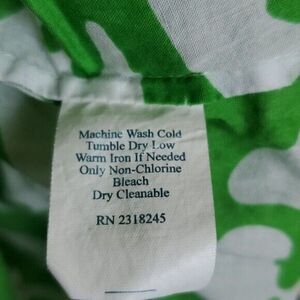 Machine Wash Cold
Tumble Dry Low
Warm Iron If Needed
Only Non-Chlorine
Bleach
Dry Cleanable
RN 2318245